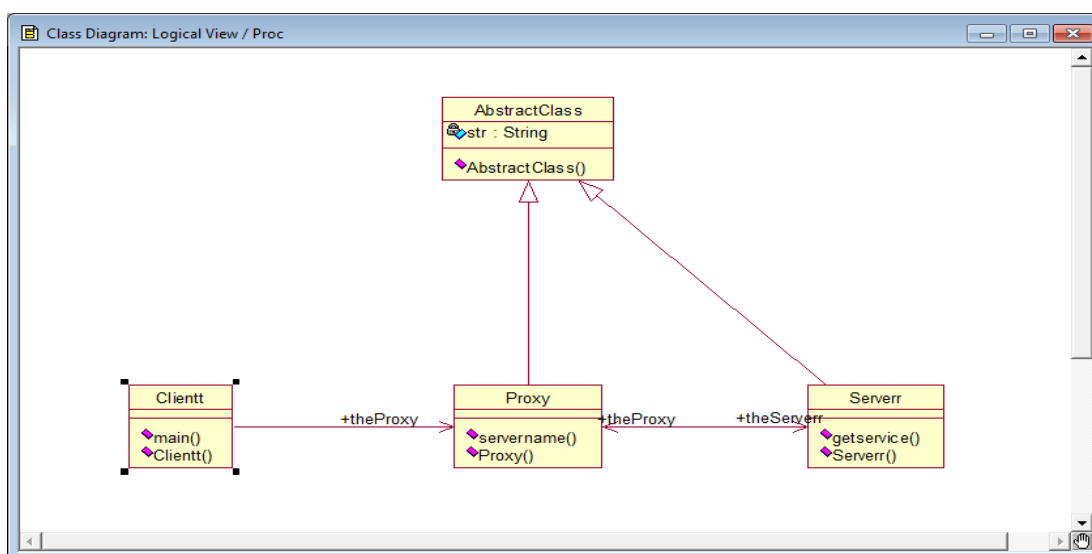 Class Diagram: Logical View / Proc
AbstractClass
str : String
AbstractClass()
Clientt
main()
Clientt()
+theProxy
Proxy
servername()
Proxy()
+theProxy
+theServerr
Serverr
getservice()
Serverr()